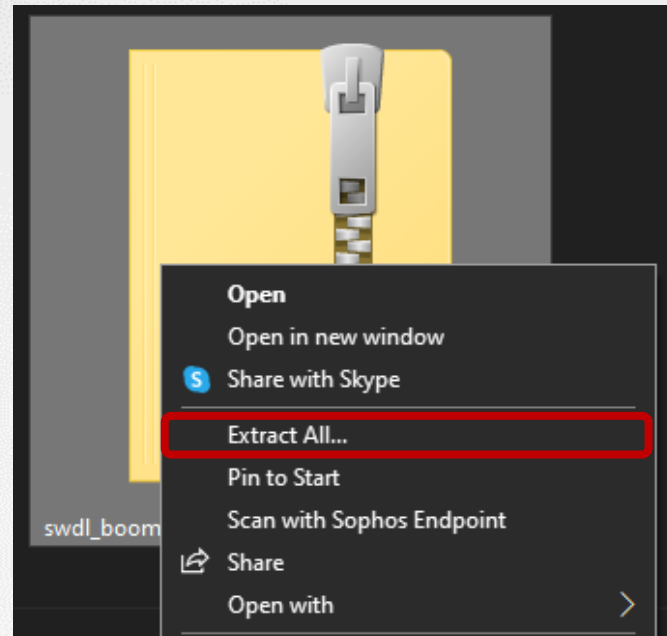 Open
Open in new window
S
Share with Skype
Extract All...
Pin to Start
swdl_boom
Scan with Sophos Endpoint
Share
Open with